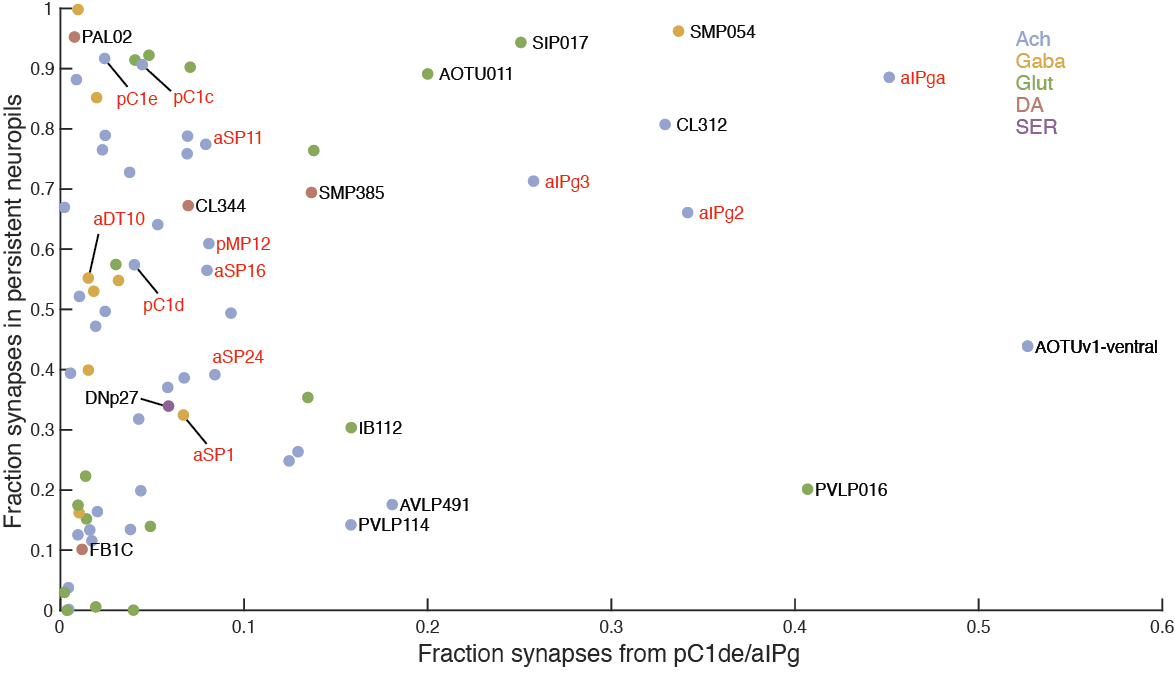 1
PAL02
SIP017
SMP054
Ach
Gaba
Glut
DA
SER
0.9
AOTU011
aIPga
pC1e
pC1c
0.8
CL312
aSP11
0.7
SMP385
aIPg3
CL344
aDT10
aIPg2
0.6
pMP12
aSP16
pC1d
0.5
aSP24
AOTUv1-ventral
0.4
DNp27
0.3
IB112
aSP1
0.2
AVLP491
PVLP016
PVLP114
0.1
FB1C
0
Fraction synapses in persistent neuropils
0
0.1
0.2
0.3
0.4
0.5
0.6
Fraction synapses from pC1de/aIPg